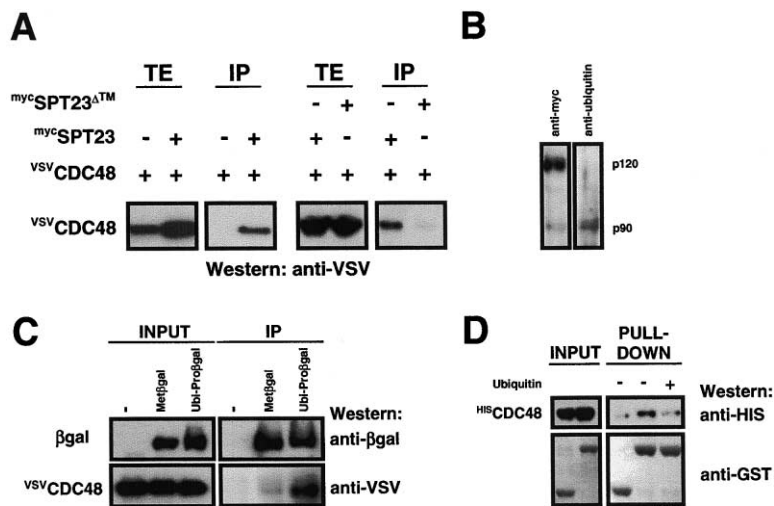 A
TE IP TE IP
mycSPT23ΔTM - + - +
mycSPT23 - + - + + - + -
VSVCDC48 + + + + + + + +
VSVCDC48
Western: anti-VSV
B
anti-myc
anti-ubiquitin
p120
p90
C
INPUT IP
- Metβgal Ubi-Proβgal - Metβgal Ubi-Proβgal
Western:
βgal anti-βgal
VSVCDC48 anti-VSV
D
INPUT PULL-
DOWN
Ubiquitin - - + Western:
HISCDC48 anti-HIS
anti-GST